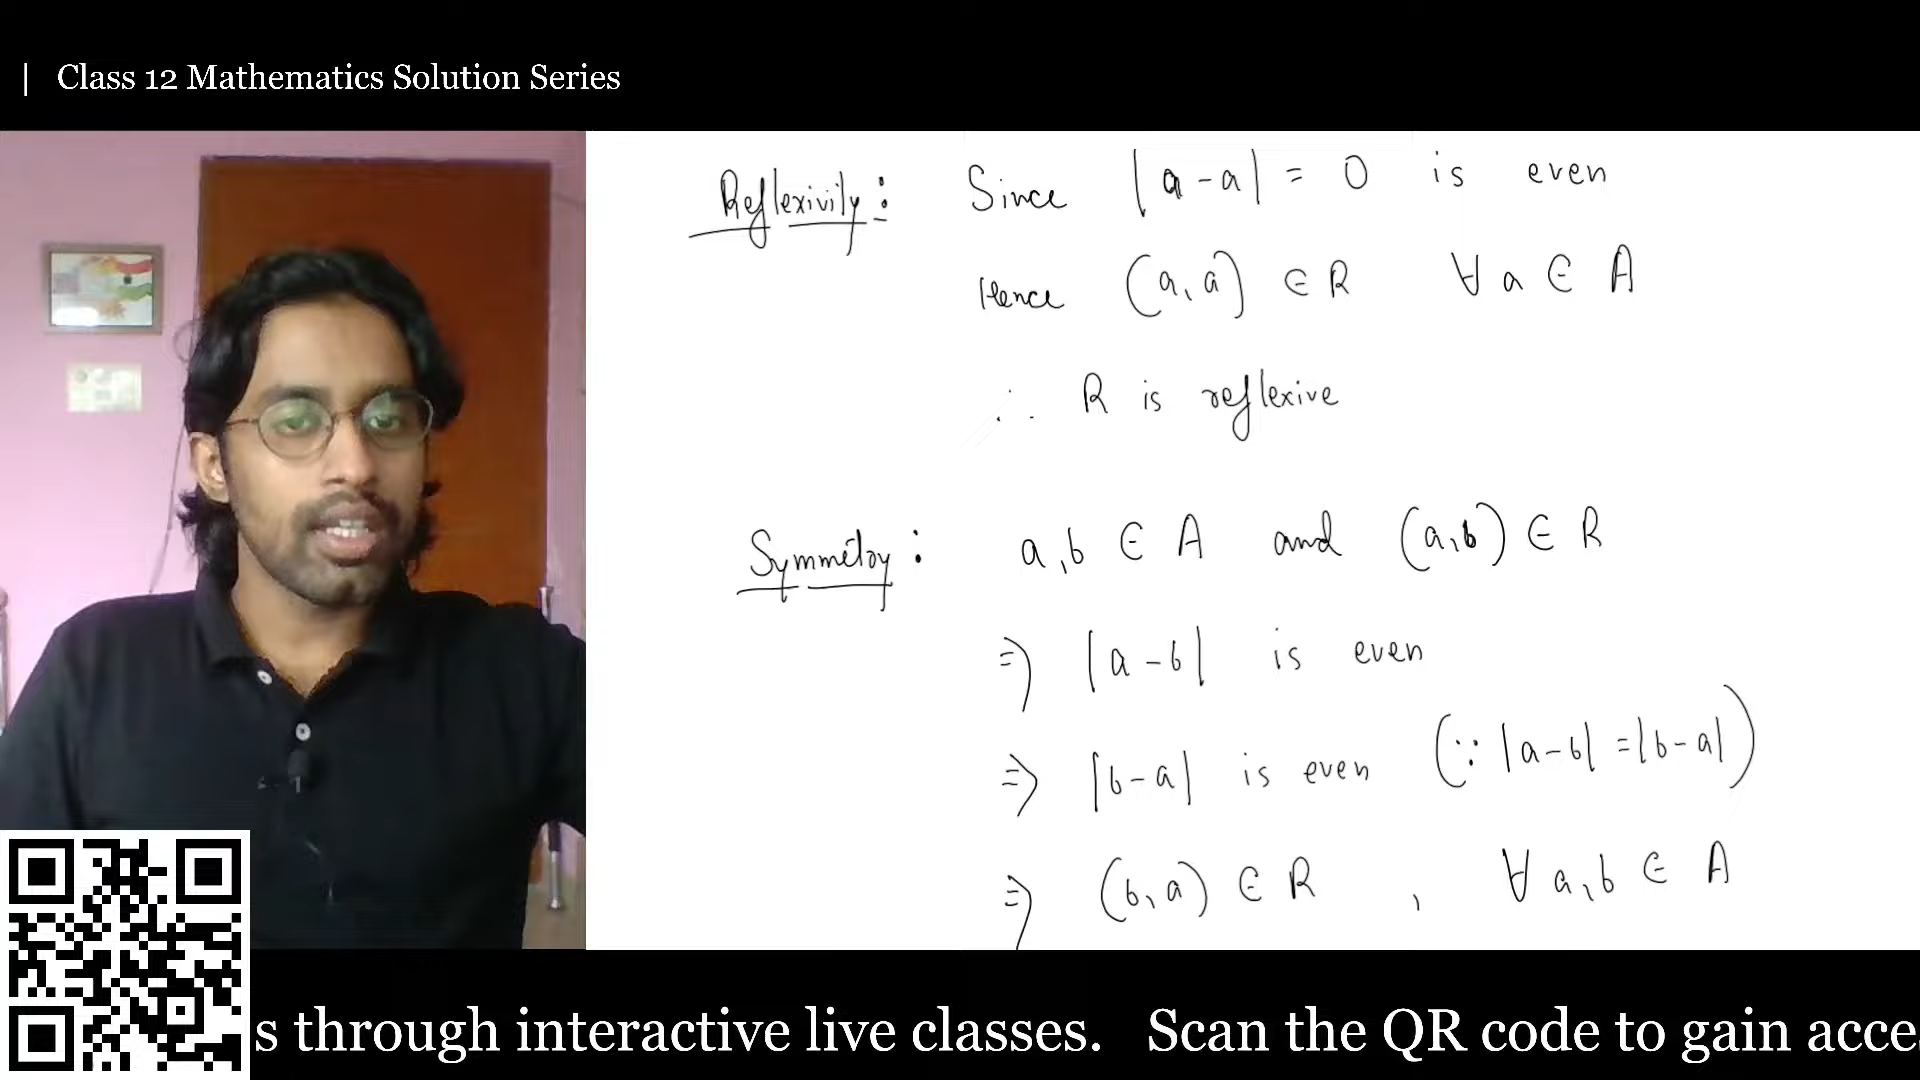 | Class 12 Mathematics Solution Series
Reflexivity : Since |a - a| = 0 is even
Hence (a, a) ∈ R ∀ a ∈ A
∴ R is reflexive
Symmetry : a, b ∈ A and (a, b) ∈ R
⇒ |a - b| is even
⇒ |b - a| is even (∵ |a - b| = |b - a|)
⇒ (b, a) ∈ R , ∀ a, b ∈ A
s through interactive live classes. Scan the QR code to gain acce